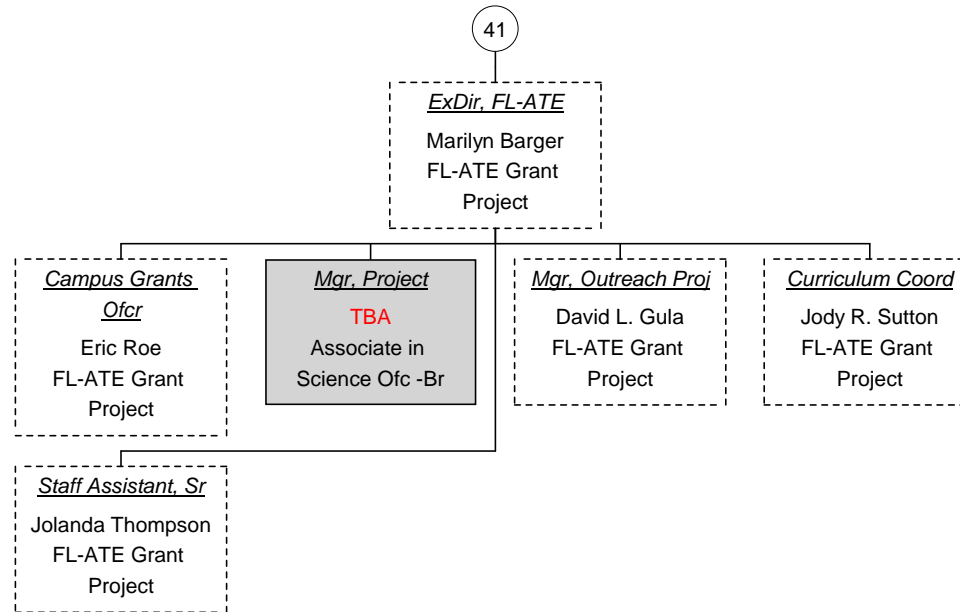 41
ExDir, FL-ATE
Marilyn Barger
FL-ATE Grant
Project
Campus Grants
Ofcr
Eric Roe
FL-ATE Grant
Project
Mgr, Project
TBA
Associate in
Science Ofc -Br
Mgr, Outreach Proj
David L. Gula
FL-ATE Grant
Project
Curriculum Coord
Jody R. Sutton
FL-ATE Grant
Project
Staff Assistant, Sr
Jolanda Thompson
FL-ATE Grant
Project